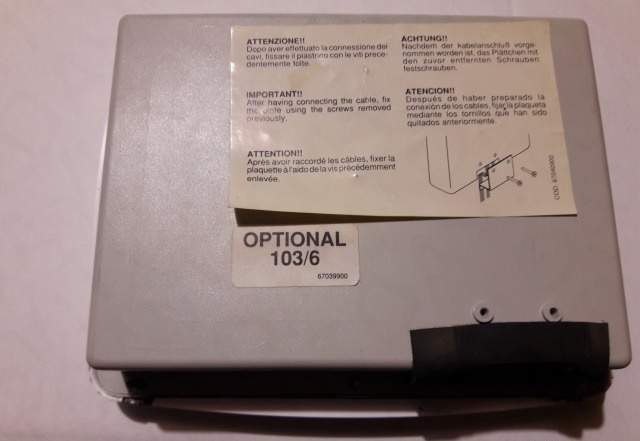 ATTENZIONE!!
Dopo aver effettuato la connessione dei
cavi, fissare il piastrino con le viti prece-
dentemente tolte.
IMPORTANT!!
After having connecting the cable, fix
the using the screws removed
previously.
ATTENTION!!
Après avoir raccordé les câbles, fixer la
plaquette à l'aido de la vis précédemment
enlevée.
ACHTUNG!!
Nachdem der kabelanschluß vorge-
nommen worden ist, das Plättchen mit
den zuvor entfernten Schrauben
festschrauben.
ATENCION!!
Después de haber preparado la
conexión de los cables, fijar la plaqueta
mediante los tornillos que han sido
quitados anteriormente.
COD.
OPTIONAL
103/6
67039900